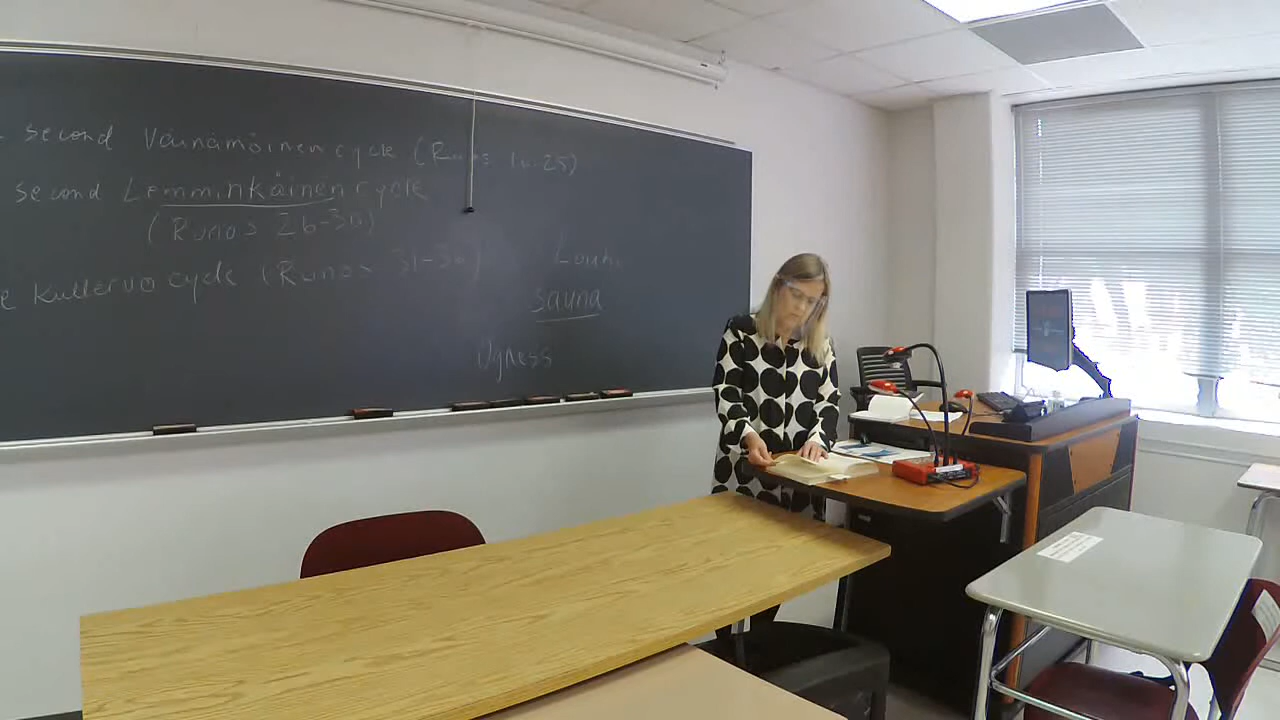 second Väinämöinen cycle (Runos 16-25)
second Lemminkäinen cycle
(Runos 26-30)
Kullervo cycle (Runos 31-36)
Louhi
sauna